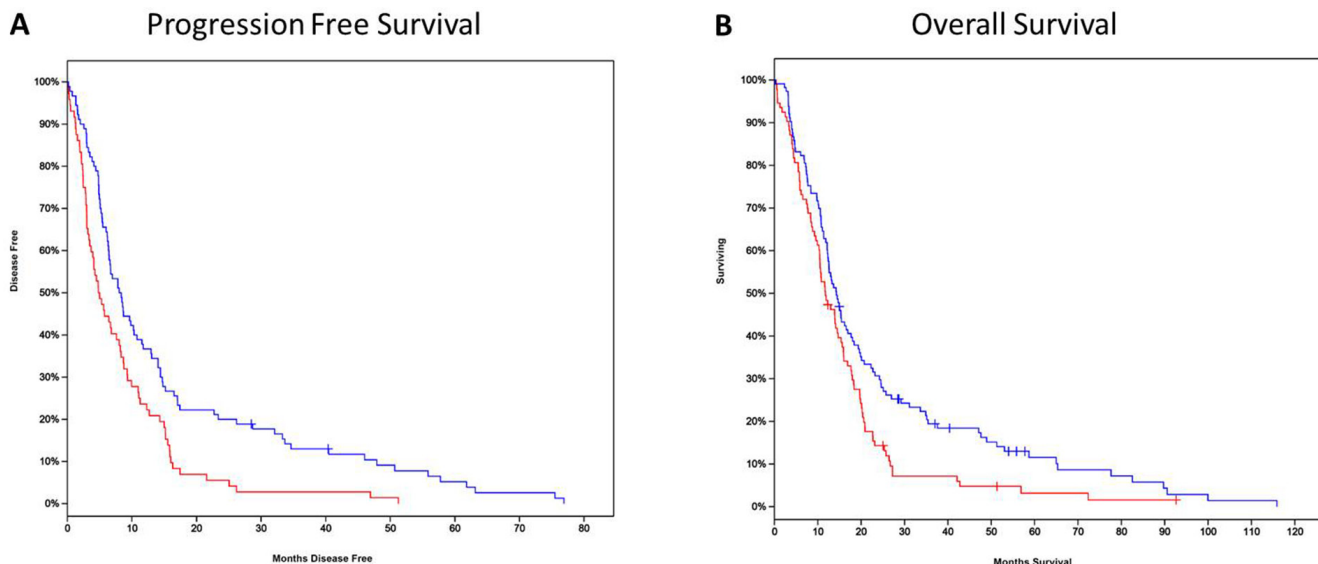 A
Progression Free Survival
100%
90%
80%
70%
60%
50%
40%
30%
20%
10%
0%
Disease Free
0 10 20 30 40 50 60 70 80
Months Disease Free
B
Overall Survival
100%
90%
80%
70%
60%
50%
40%
30%
20%
10%
0%
Surviving
0 10 20 30 40 50 60 70 80 90 100 110 120
Months Survival